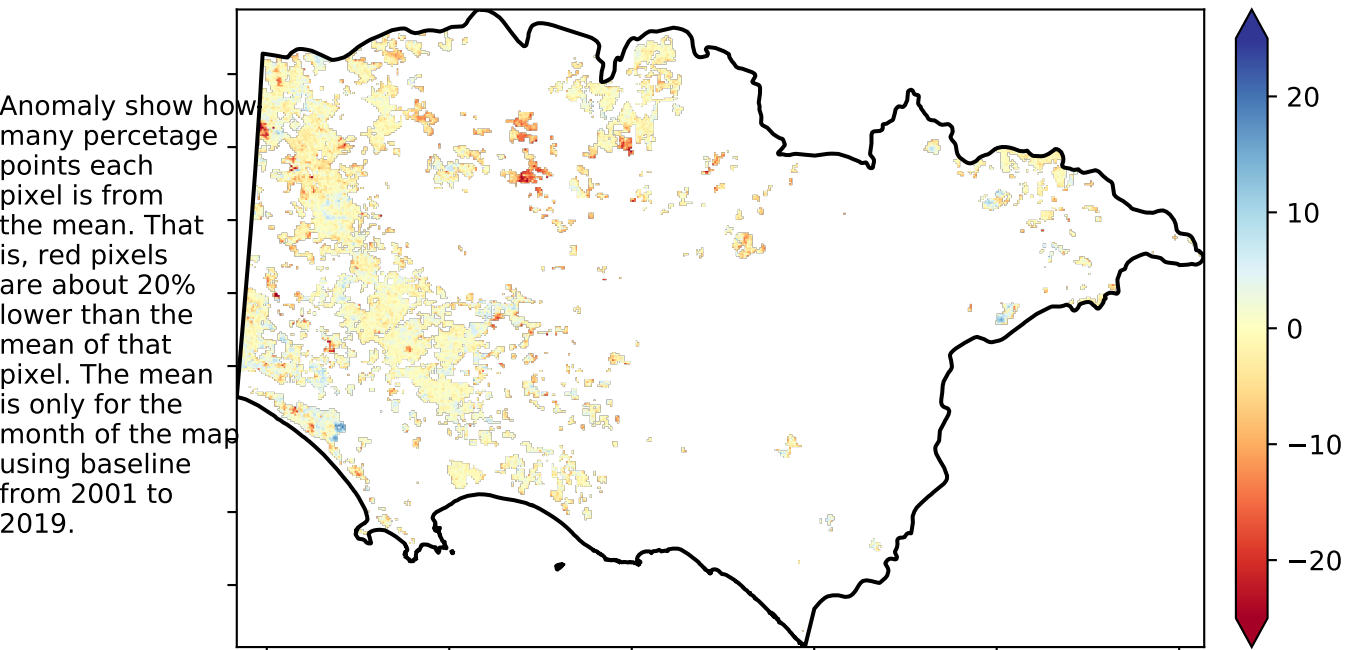 Anomaly show how
many percetage
points each
pixel is from
the mean. That
is, red pixels
are about 20%
lower than the
mean of that
pixel. The mean
is only for the
month of the map
using baseline
from 2001 to
2019.
20
10
0
−10
−20